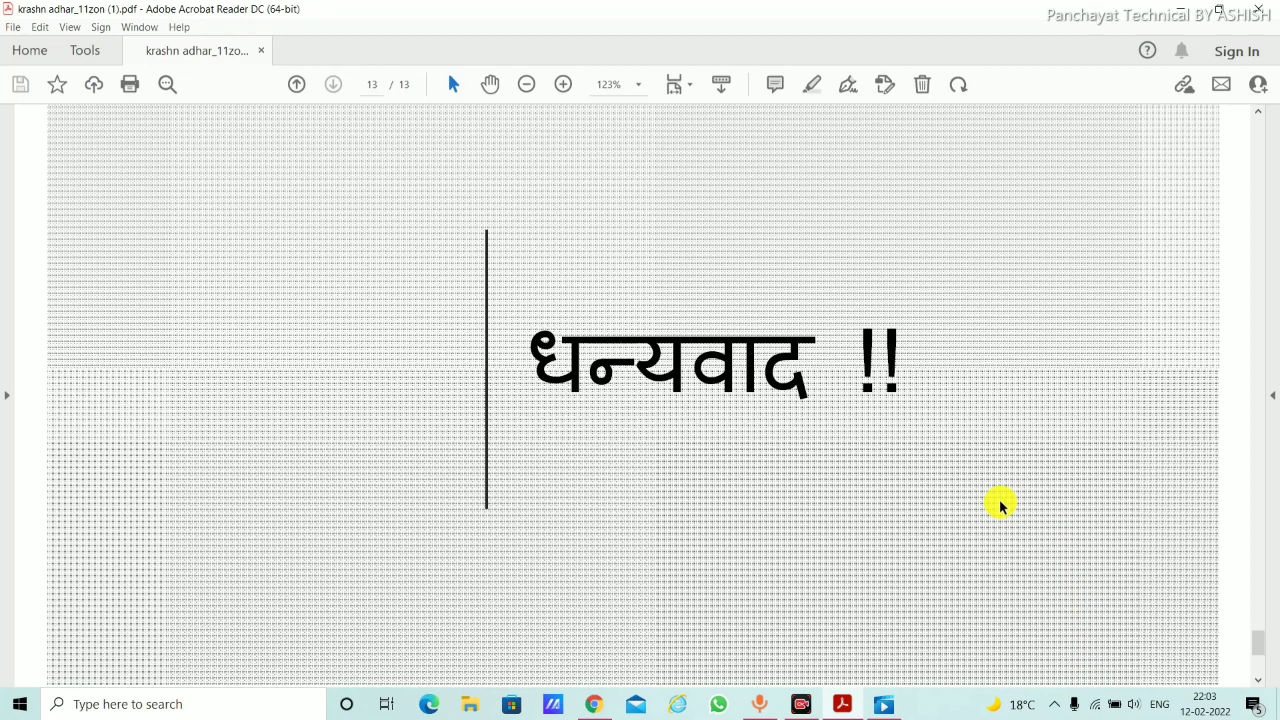 krashn adhar_11zon (1).pdf - Adobe Acrobat Reader DC (64-bit)
Panchayat Technical BY ASHISH
File Edit View Sign Window Help
Home Tools krashn adhar_11zo... × Sign In
13 / 13 123%
धन्यवाद !!
Type here to search 18°C ENG 22:03
12-02-2022 5